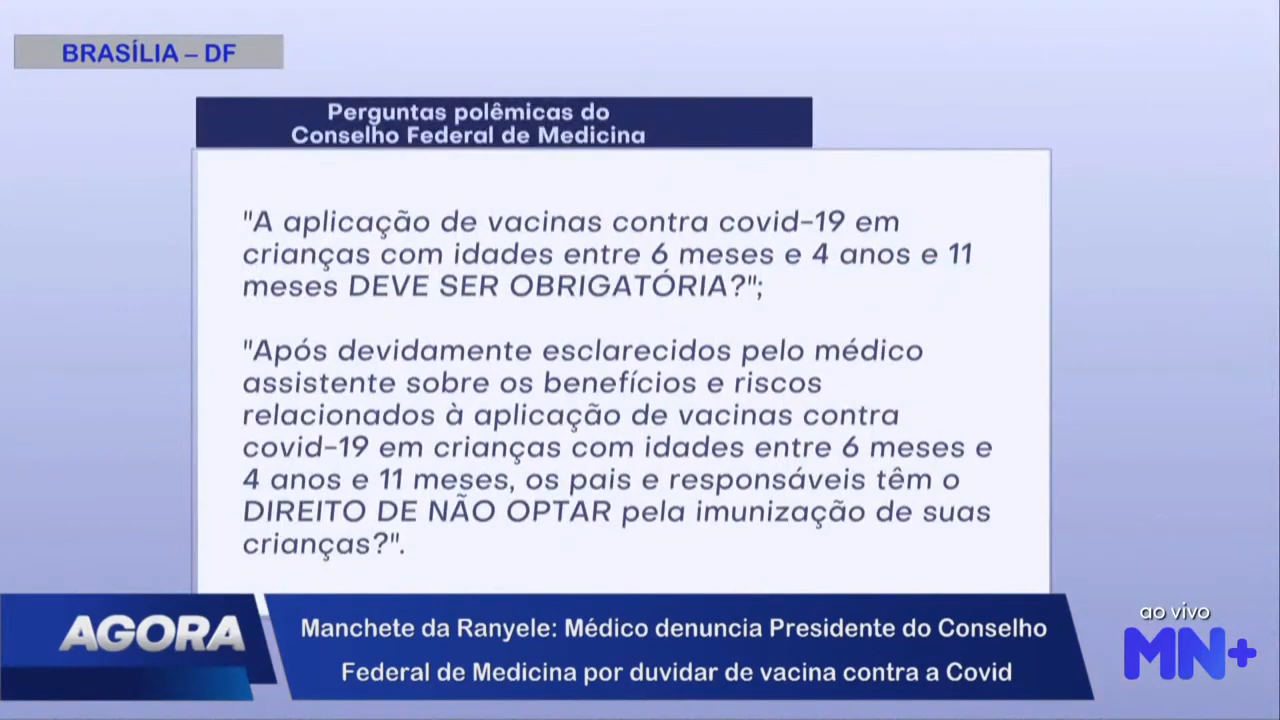 BRASÍLIA – DF
Perguntas polêmicas do
Conselho Federal de Medicina
"A aplicação de vacinas contra covid-19 em
crianças com idades entre 6 meses e 4 anos e 11
meses DEVE SER OBRIGATÓRIA?";
"Após devidamente esclarecidos pelo médico
assistente sobre os benefícios e riscos
relacionados à aplicação de vacinas contra
covid-19 em crianças com idades entre 6 meses e
4 anos e 11 meses, os pais e responsáveis têm o
DIREITO DE NÃO OPTAR pela imunização de suas
crianças?".
AGORA
Manchete da Ranyele: Médico denuncia Presidente do Conselho
Federal de Medicina por duvidar de vacina contra a Covid
ao vivo
MN+